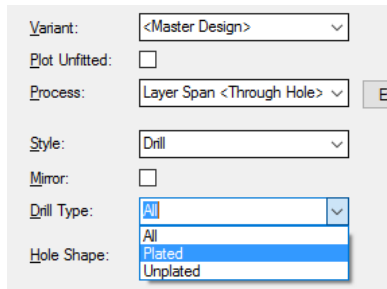 Variant: <Master Design>
Plot Unfitted:
Process: Layer Span <Through Hole>
Style: Drill
Mirror:
Drill Type: All
All
Plated
Hole Shape:
Unplated